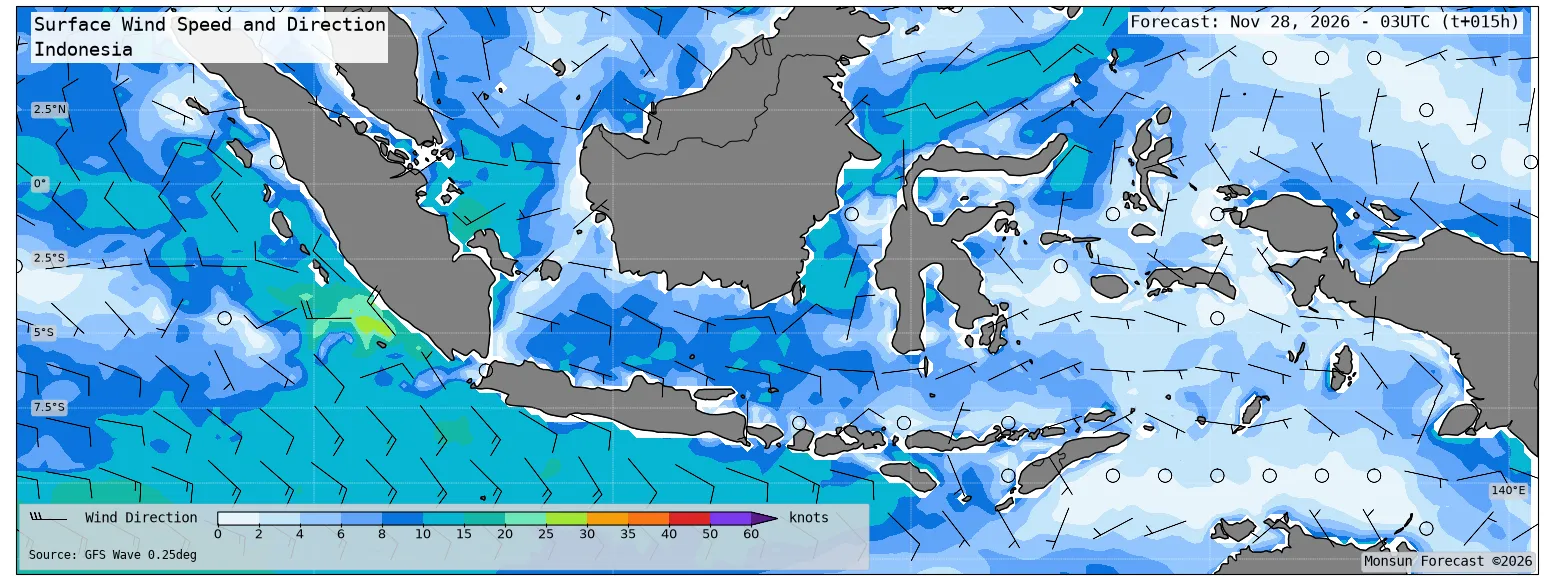 Surface Wind Speed and Direction
Indonesia
Forecast: Nov 28, 2026 - 03UTC (t+015h)
2.5°N
0°
2.5°S
5°S
7.5°S
140°E
Wind Direction
knots
0 2 4 6 8 10 15 20 25 30 35 40 50 60
Source: GFS Wave 0.25deg
Monsun Forecast ©2026